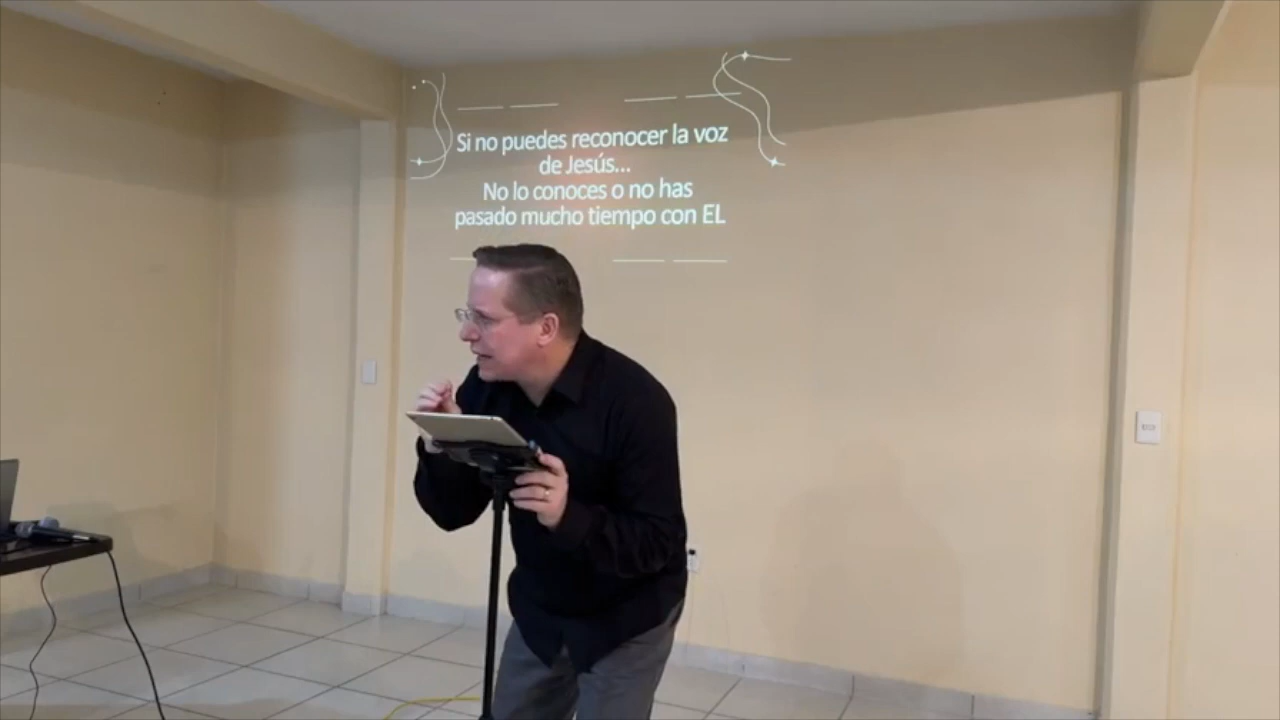 Si no puedes reconocer la voz
de Jesús...
No lo conoces o no has
pasado mucho tiempo con EL